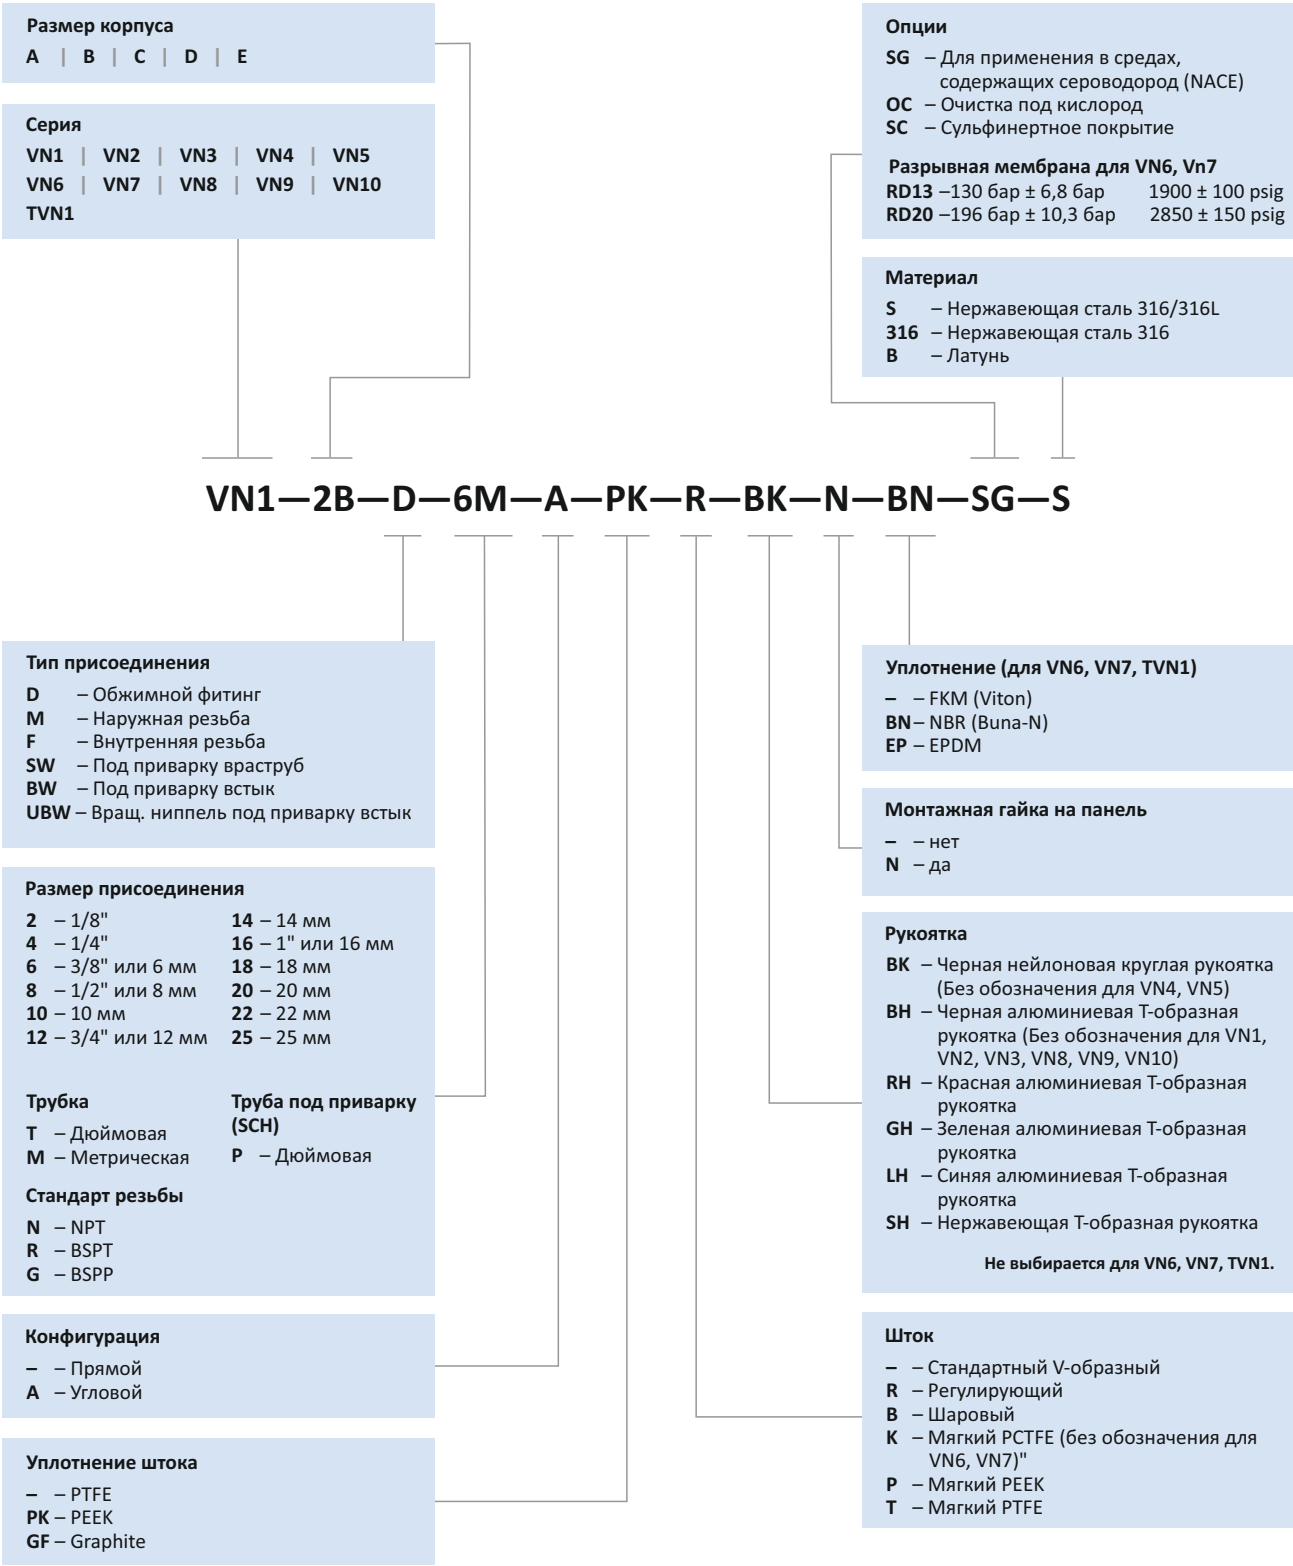 Размер корпуса
A | B | C | D | E
Серия
VN1 | VN2 | VN3 | VN4 | VN5
VN6 | VN7 | VN8 | VN9 | VN10
TVN1
Опции
SG – Для применения в средах,
содержащих сероводород (NACE)
OC – Очистка под кислород
SC – Сульфинертное покрытие
Разрывная мембрана для VN6, Vn7
RD13 –130 бар ± 6,8 бар 1900 ± 100 psig
RD20 –196 бар ± 10,3 бар 2850 ± 150 psig
Материал
S – Нержавеющая сталь 316/316L
316 – Нержавеющая сталь 316
B – Латунь
VN1—2B—D—6M—A—PK—R—BK—N—BN—SG—S
Тип присоединения
D – Обжимной фитинг
M – Наружная резьба
F – Внутренняя резьба
SW – Под приварку враструб
BW – Под приварку встык
UBW – Вращ. ниппель под приварку встык
Размер присоединения
2 – 1/8" 14 – 14 мм
4 – 1/4" 16 – 1" или 16 мм
6 – 3/8" или 6 мм 18 – 18 мм
8 – 1/2" или 8 мм 20 – 20 мм
10 – 10 мм 22 – 22 мм
12 – 3/4" или 12 мм 25 – 25 мм
Трубка
T – Дюймовая
M – Метрическая
Труба под приварку
(SCH)
P – Дюймовая
Стандарт резьбы
N – NPT
R – BSPT
G – BSPP
Конфигурация
– – Прямой
A – Угловой
Уплотнение штока
– – PTFE
PK – PEEK
GF – Graphite
Уплотнение (для VN6, VN7, TVN1)
– – FKM (Viton)
BN – NBR (Buna-N)
EP – EPDM
Монтажная гайка на панель
– – нет
N – да
Рукоятка
BK – Черная нейлоновая круглая рукоятка
(Без обозначения для VN4, VN5)
BH – Черная алюминиевая Т-образная
рукоятка (Без обозначения для VN1,
VN2, VN3, VN8, VN9, VN10)
RH – Красная алюминиевая Т-образная
рукоятка
GH – Зеленая алюминиевая Т-образная
рукоятка
LH – Синяя алюминиевая Т-образная
рукоятка
SH – Нержавеющая Т-образная рукоятка
Не выбирается для VN6, VN7, TVN1.
Шток
– – Стандартный V-образный
R – Регулирующий
B – Шаровый
K – Мягкий PCTFE (без обозначения для
VN6, VN7)"
P – Мягкий PEEK
T – Мягкий PTFE